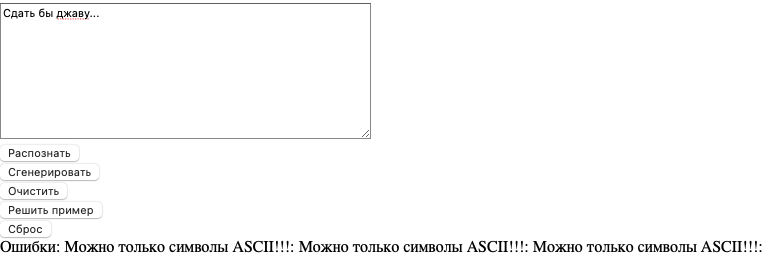 Сдать бы джаву...
Распознать
Сгенерировать
Очистить
Решить пример
Сброс
Ошибки: Можно только символы ASCII!!!: Можно только символы ASCII!!!: Можно только символы ASCII!!!: